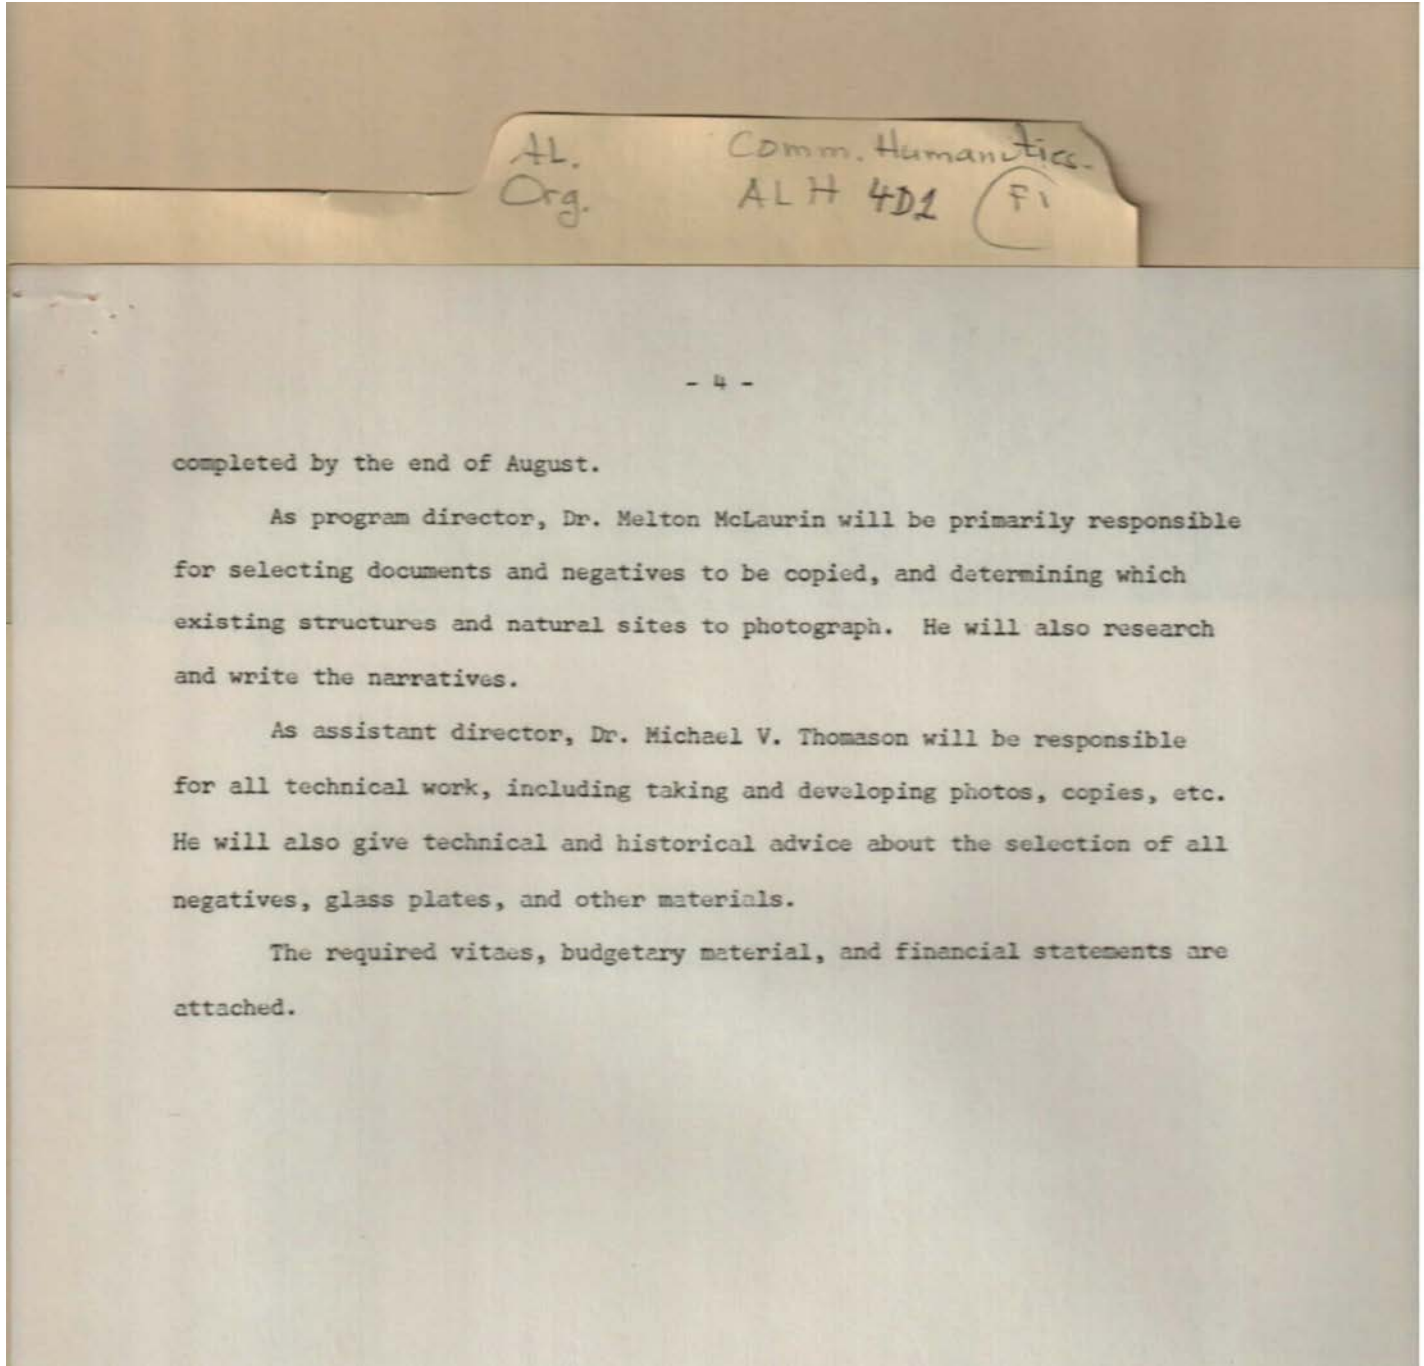 AL. Comm. Humanities.
Org. ALH 4D1 F1
- 4 -
completed by the end of August.
As program director, Dr. Melton McLaurin will be primarily responsible
for selecting documents and negatives to be copied, and determining which
existing structures and natural sites to photograph. He will also research
and write the narratives.
As assistant director, Dr. Michael V. Thomason will be responsible
for all technical work, including taking and developing photos, copies, etc.
He will also give technical and historical advice about the selection of all
negatives, glass plates, and other materials.
The required vitaes, budgetary material, and financial statements are
attached.